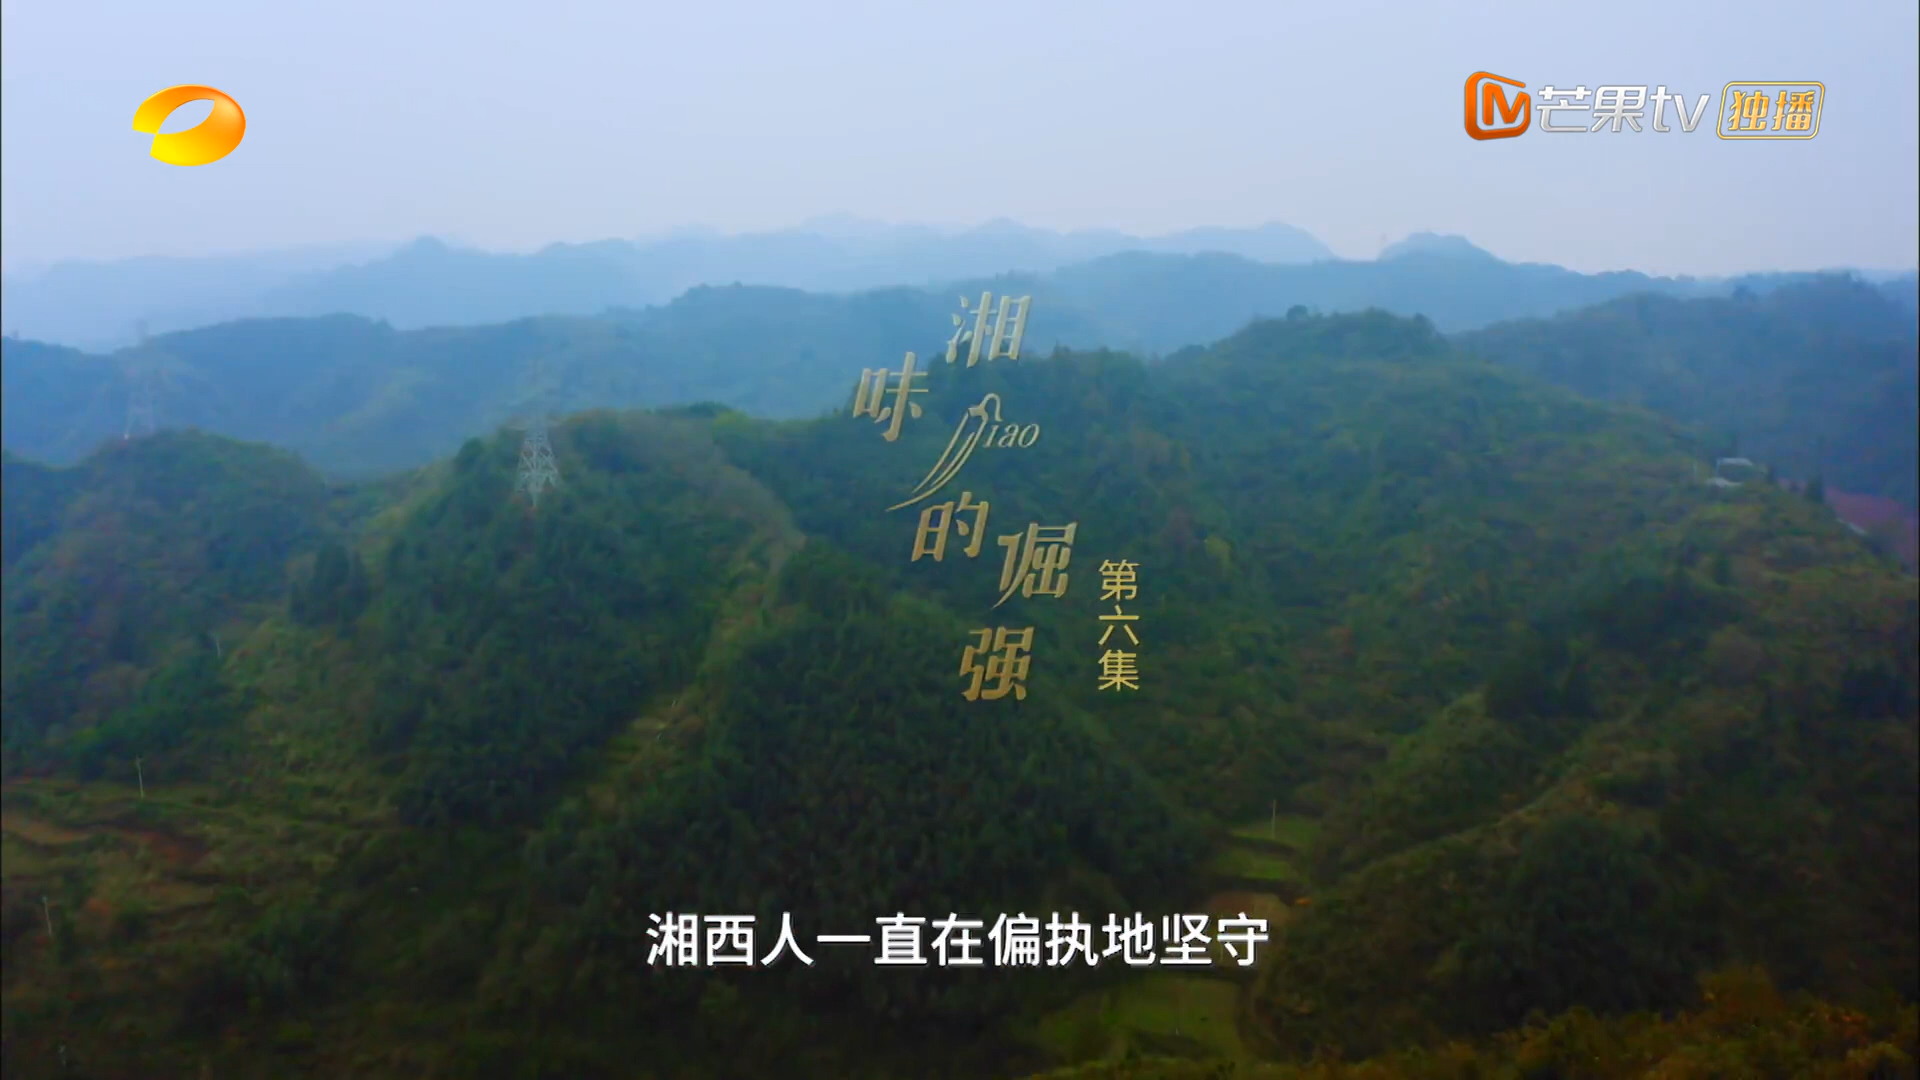 芒果tv 独播
湘味
iao
的倔强
第六集
湘西人一直在偏执地坚守